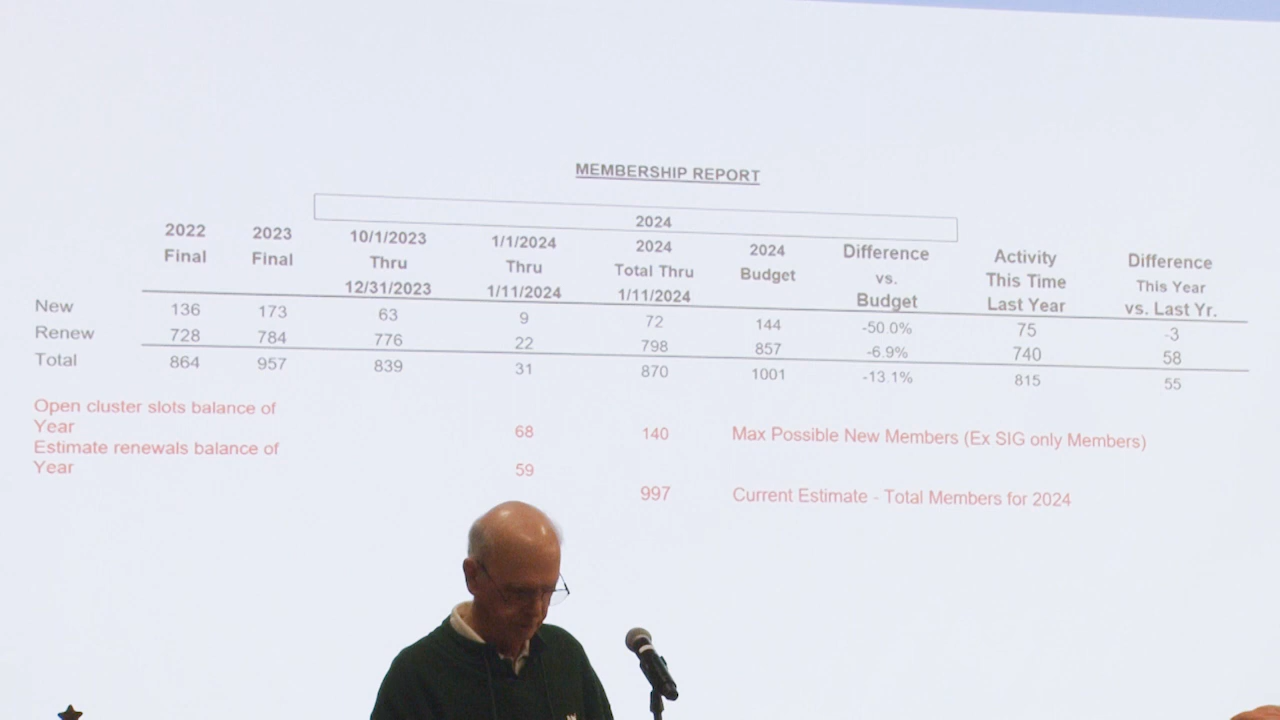 MEMBERSHIP REPORT
2024
2022 Final 2023 Final 10/1/2023 Thru 12/31/2023 1/1/2024 Thru 1/11/2024 2024 Total Thru 1/11/2024 2024 Budget Difference vs. Budget Activity This Time Last Year Difference This Year vs. Last Yr.
New 136 173 63 9 72 144 -50.0% 75 -3
Renew 728 784 776 22 798 857 -6.9% 740 58
Total 864 957 839 31 870 1001 -13.1% 815 55
Open cluster slots balance of
Year 68 140 Max Possible New Members (Ex SIG only Members)
Estimate renewals balance of
Year 59
997 Current Estimate - Total Members for 2024